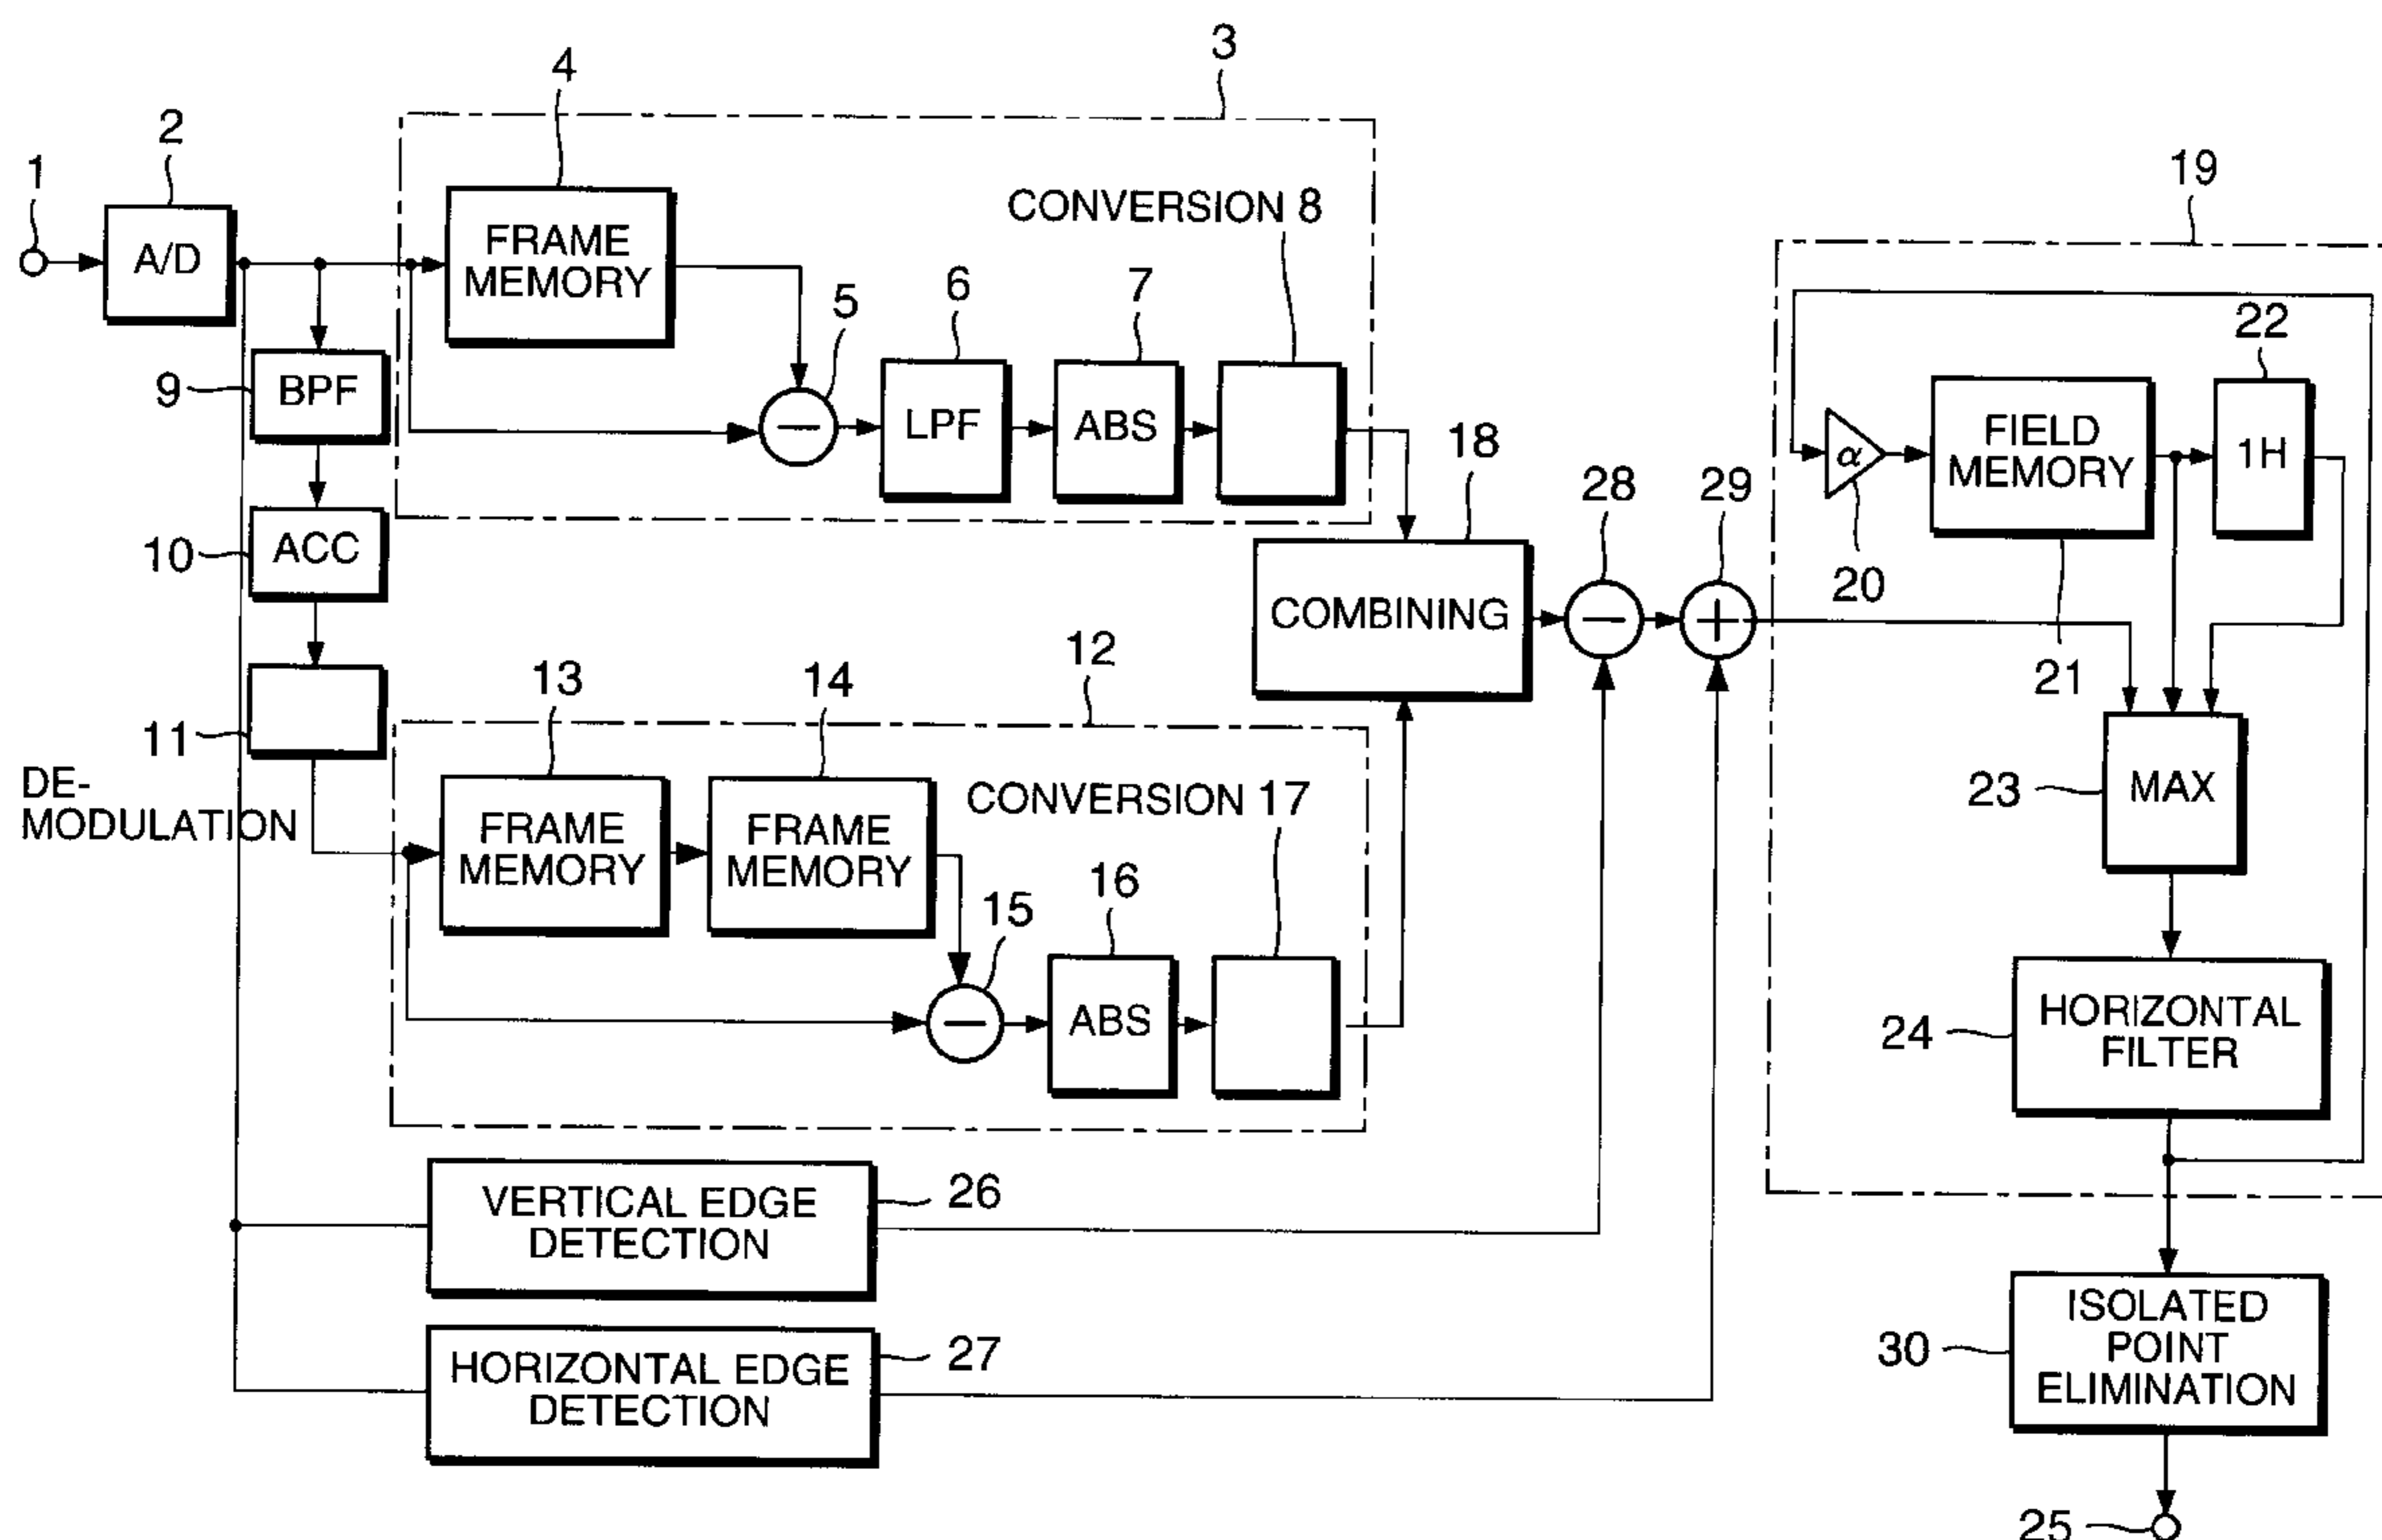 3
4
2
1
19
A/D
FRAME
MEMORY
CONVERSION 8
5
6
7
22
9
BPF
LPF
ABS
18
28
29
α
FIELD
MEMORY
1H
10
ACC
20
COMBINING
21
11
12
13
14
DE-
MODULATION
CONVERSION 17
FRAME
MEMORY
FRAME
MEMORY
15
16
ABS
23
MAX
24
HORIZONTAL
FILTER
VERTICAL EDGE
DETECTION
26
HORIZONTAL EDGE
DETECTION
27
30
ISOLATED
POINT
ELIMINATION
25